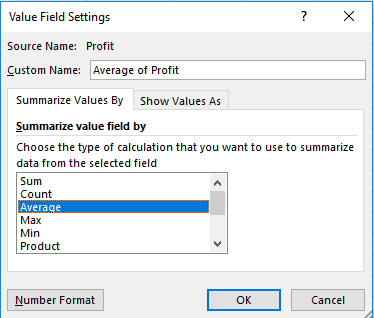 Value Field Settings
Source Name: Profit
Custom Name: Average of Profit
Summarize Values By Show Values As
Summarize value field by
Choose the type of calculation that you want to use to summarize
data from the selected field
Sum
Count
Average
Max
Min
Product
Number Format OK Cancel